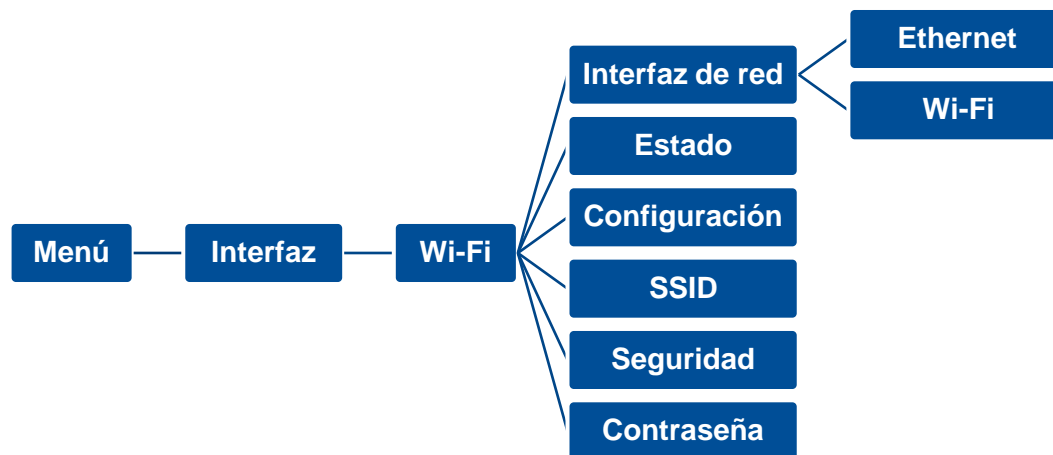 Menú
Interfaz
Wi-Fi
Interfaz de red
Ethernet
Wi-Fi
Estado
Configuración
SSID
Seguridad
Contraseña